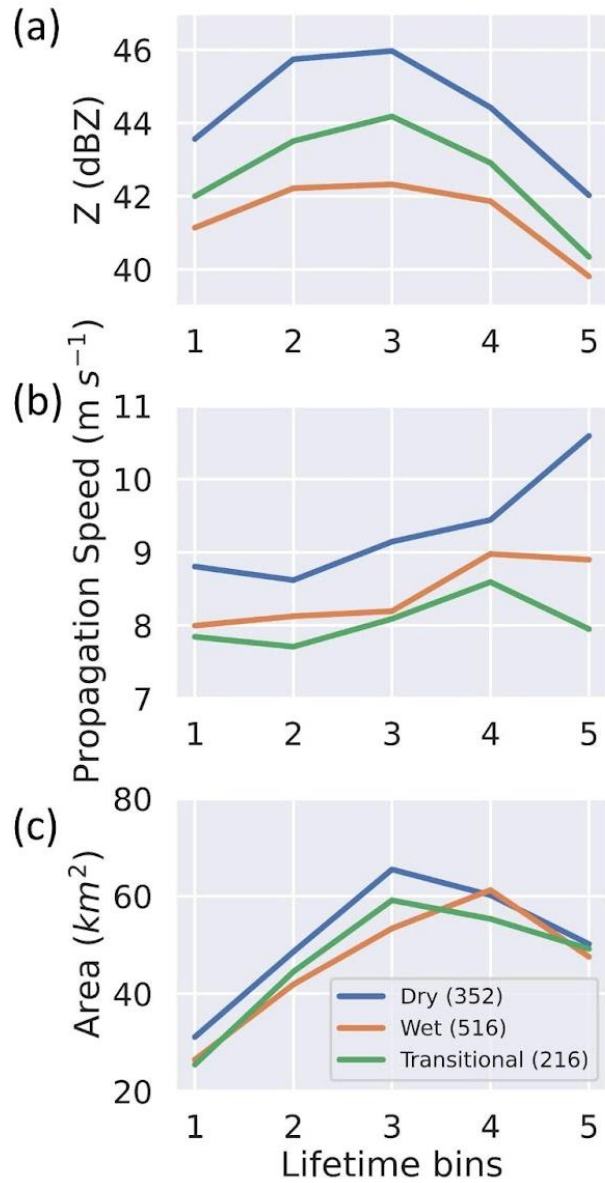 (a)
Z (dBZ)
46
44
42
40
1 2 3 4 5
(b)
Propagation Speed (m s⁻¹)
11
10
9
8
7
1 2 3 4 5
(c)
Area (km²)
80
60
40
20
Dry (352)
Wet (516)
Transitional (216)
1 2 3 4 5
Lifetime bins